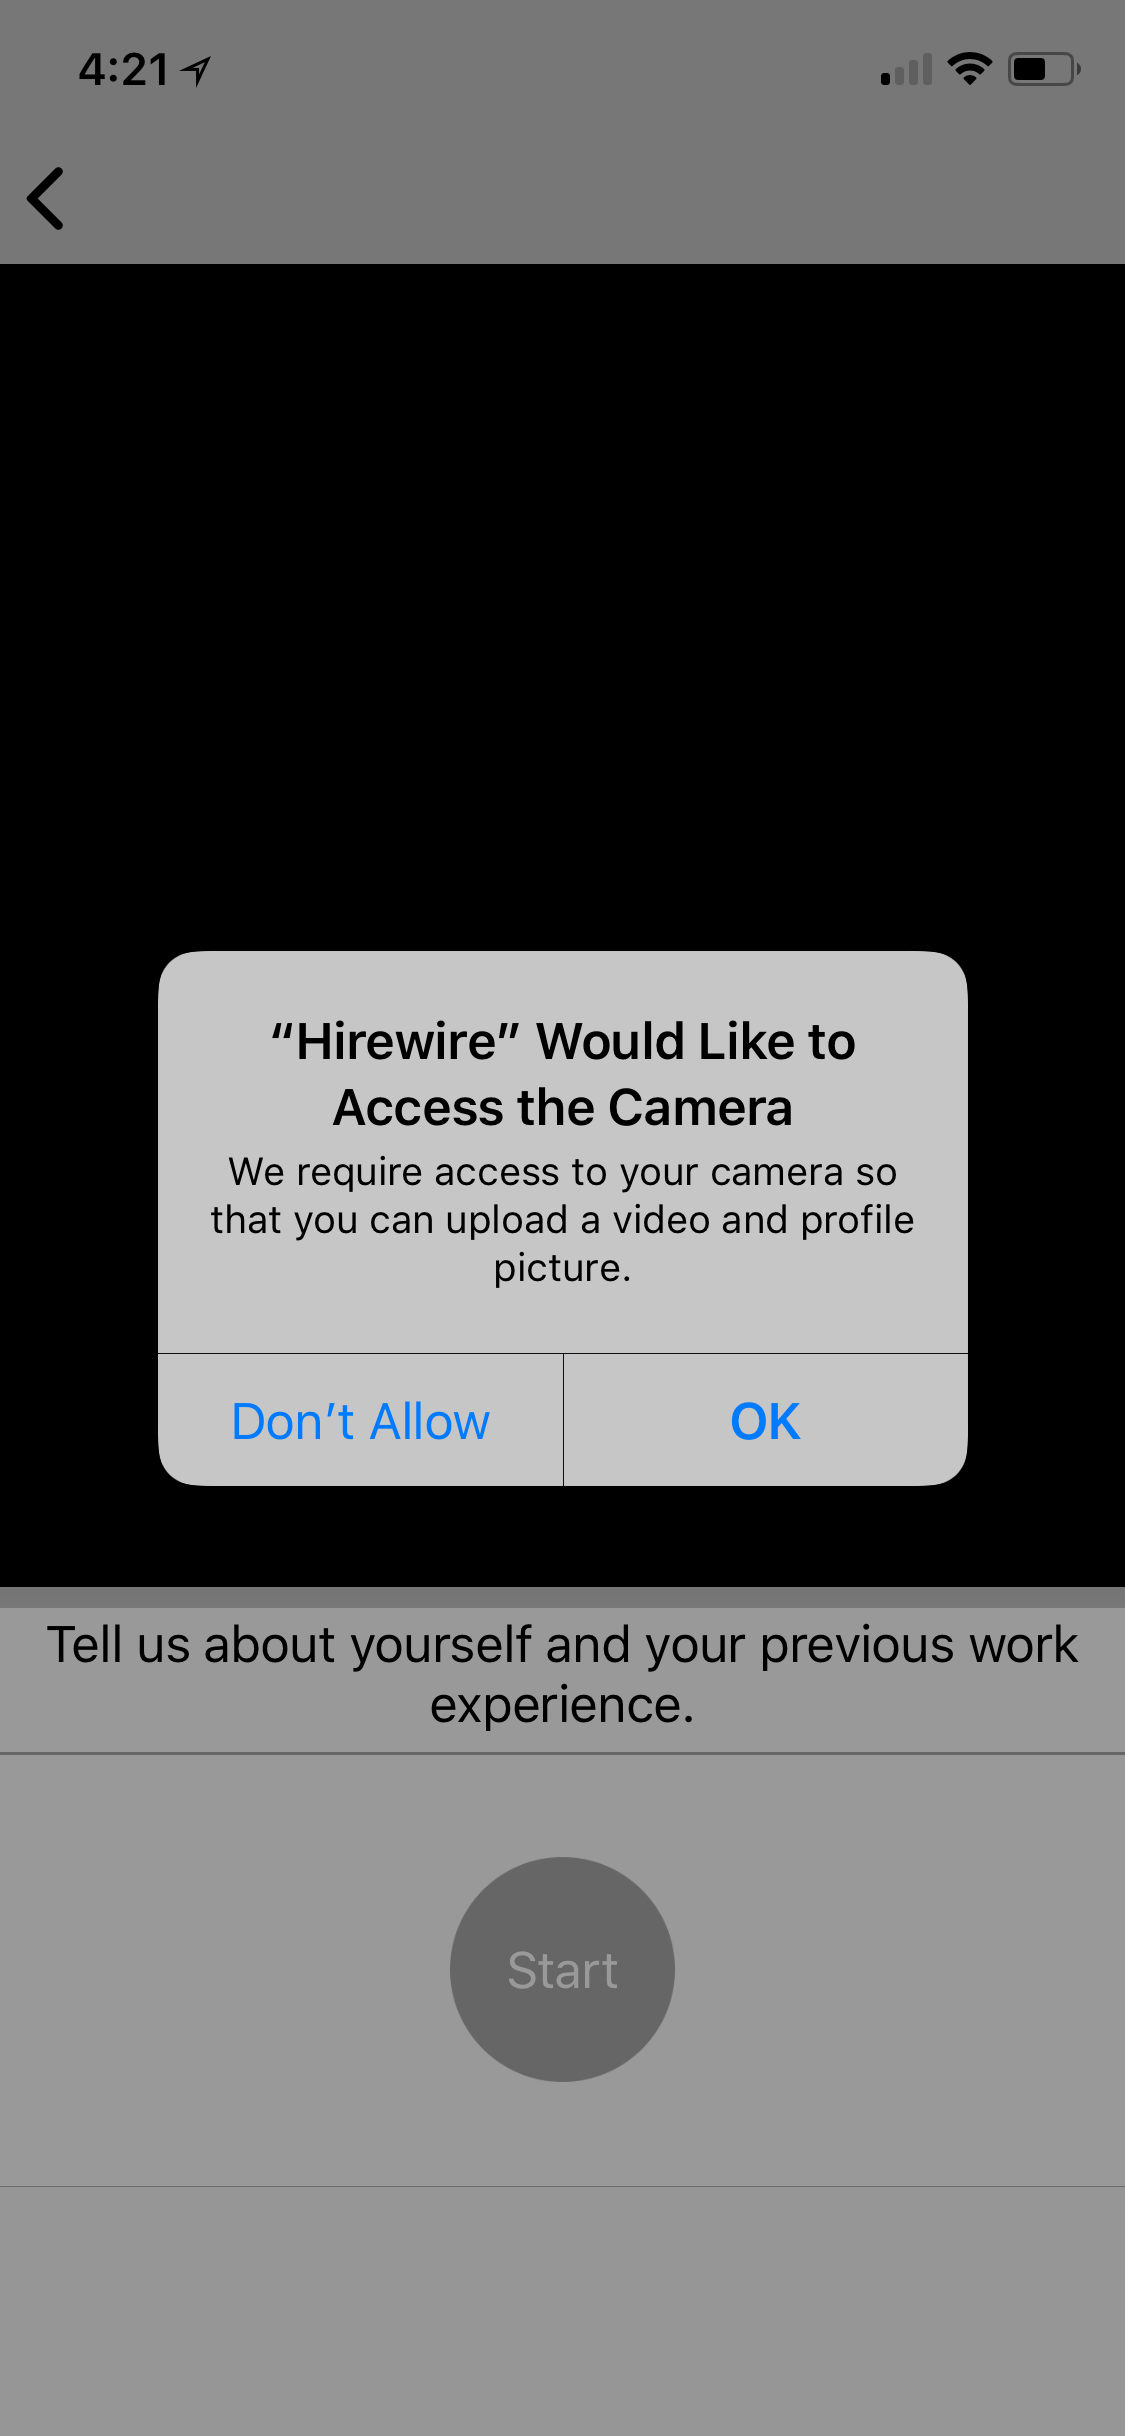 4:21
“Hirewire” Would Like to
Access the Camera
We require access to your camera so
that you can upload a video and profile
picture.
Don’t Allow
OK
Tell us about yourself and your previous work
experience.
Start